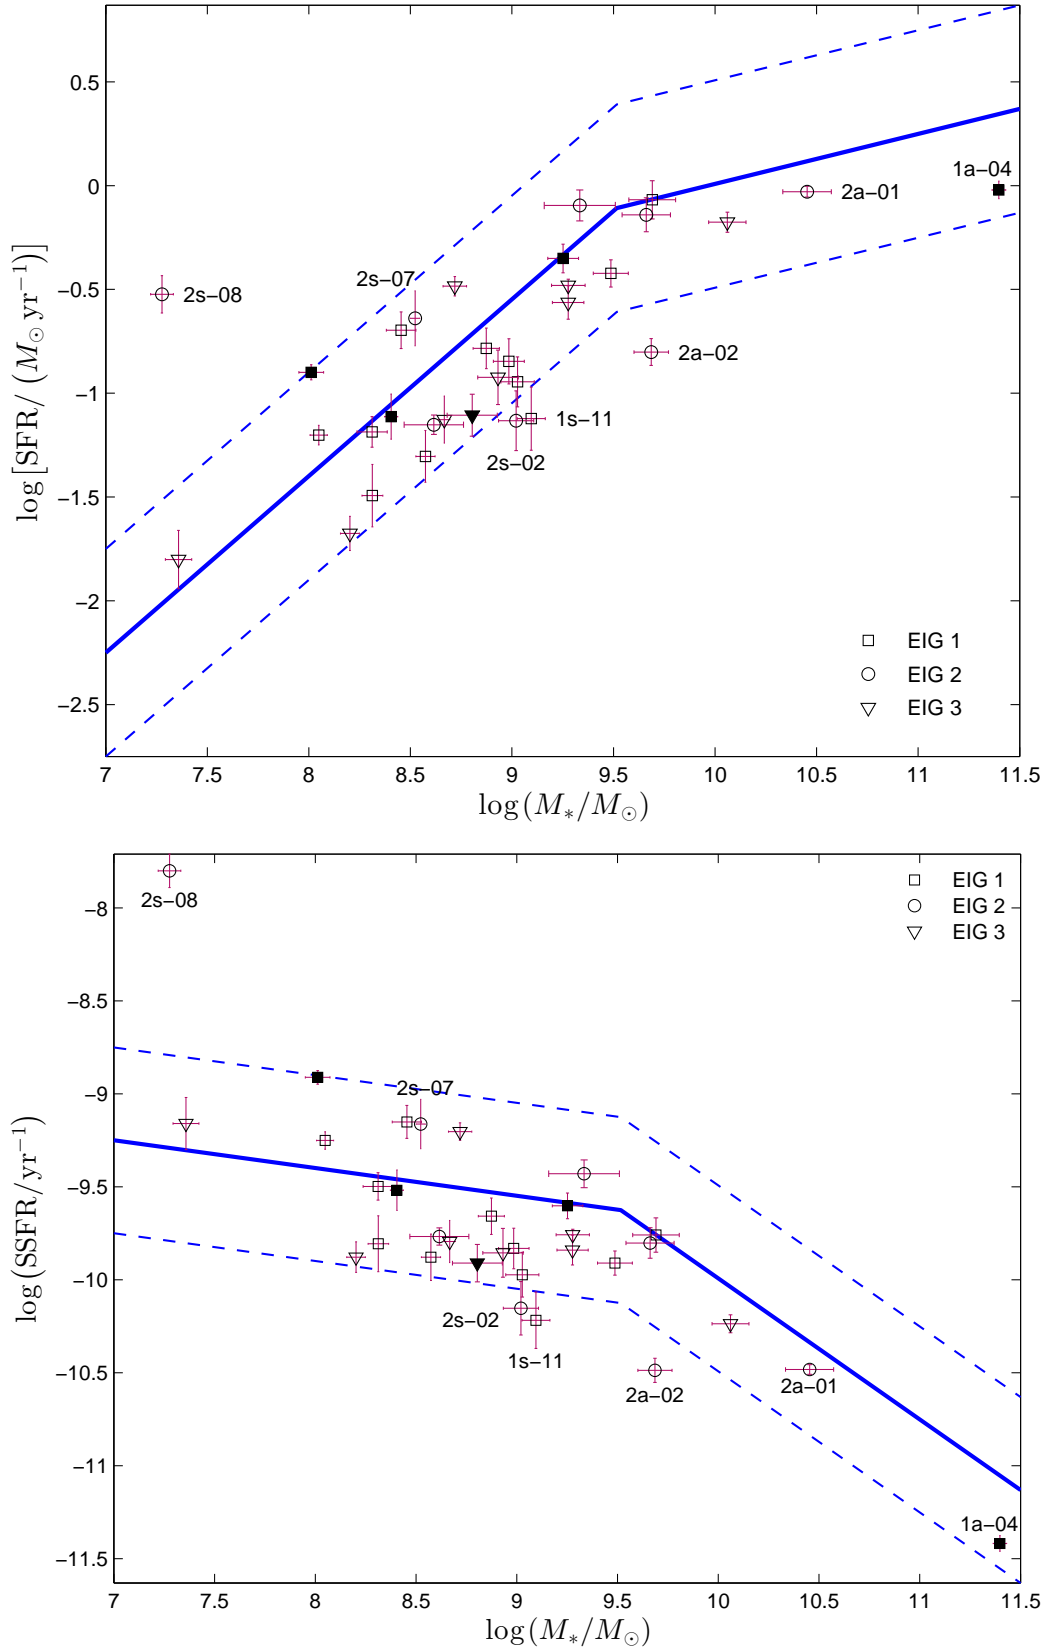 0.5
0
−0.5
−1
−1.5
−2
−2.5
log [SFR/ (M⊙ yr−1)]
1a−04
2a−01
2s−07
2s−08
2a−02
1s−11
2s−02
EIG 1
EIG 2
EIG 3
7 7.5 8 8.5 9 9.5 10 10.5 11 11.5
log (M*/M⊙)
−8
−8.5
−9
−9.5
−10
−10.5
−11
−11.5
log (SSFR/yr−1)
2s−08
EIG 1
EIG 2
EIG 3
2s−07
2s−02
1s−11
2a−02
2a−01
1a−04
7 7.5 8 8.5 9 9.5 10 10.5 11 11.5
log (M*/M⊙)